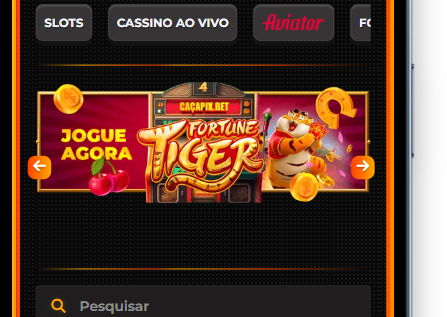 SLOTS
CASSINO AO VIVO
Aviator
4
CAÇAPIX.BET
JOGUE
AGORA
FORTUNE
TIGER
Pesquisar